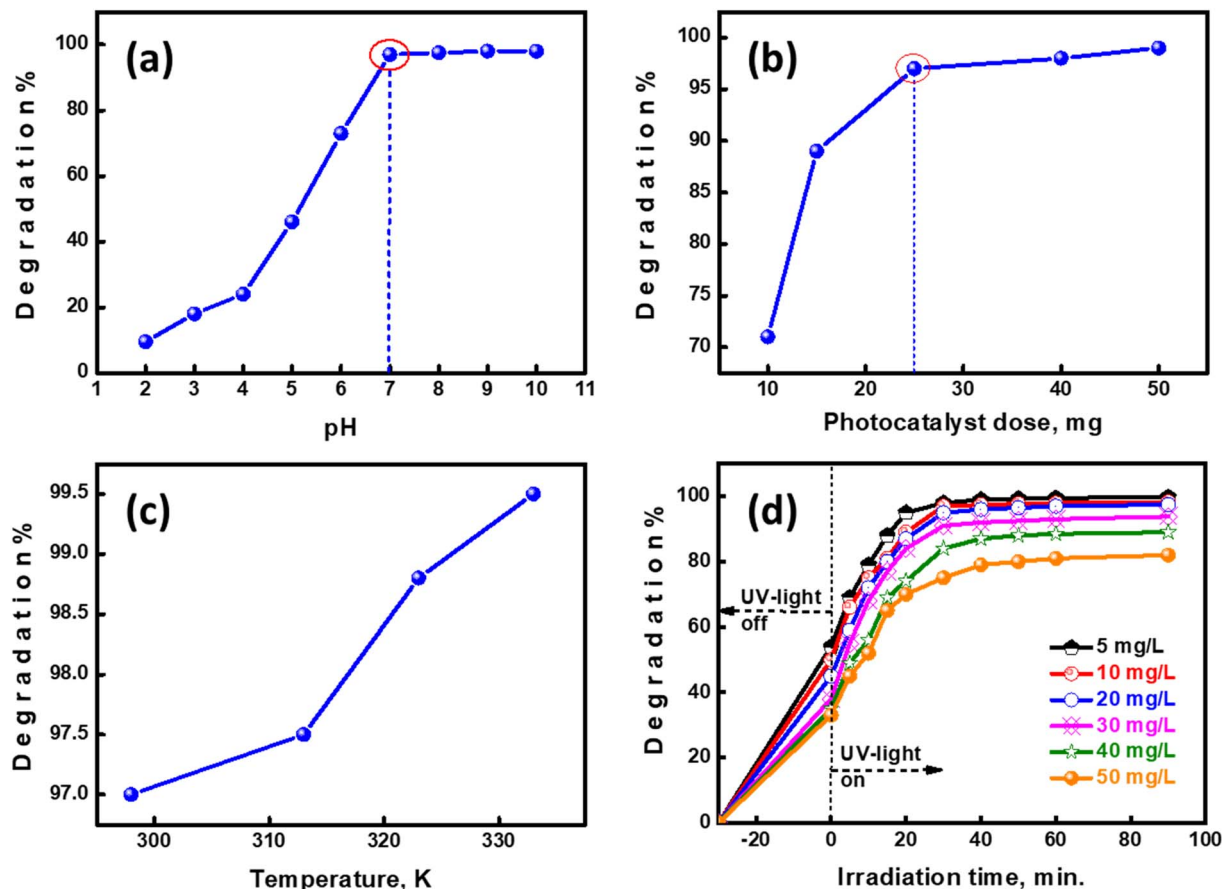 (a)
Degradation%
100
80
60
40
20
0
1 2 3 4 5 6 7 8 9 10 11
pH
(b)
Degradation%
100
95
90
85
80
75
70
10 20 30 40 50
Photocatalyst dose, mg
(c)
Degradation%
99.5
99.0
98.5
98.0
97.5
97.0
300 310 320 330
Temperature, K
(d)
Degradation%
100
80
60
40
20
0
UV-light
off
5 mg/L
10 mg/L
20 mg/L
30 mg/L
40 mg/L
50 mg/L
UV-light
on
-20 0 20 40 60 80 100
Irradiation time, min.